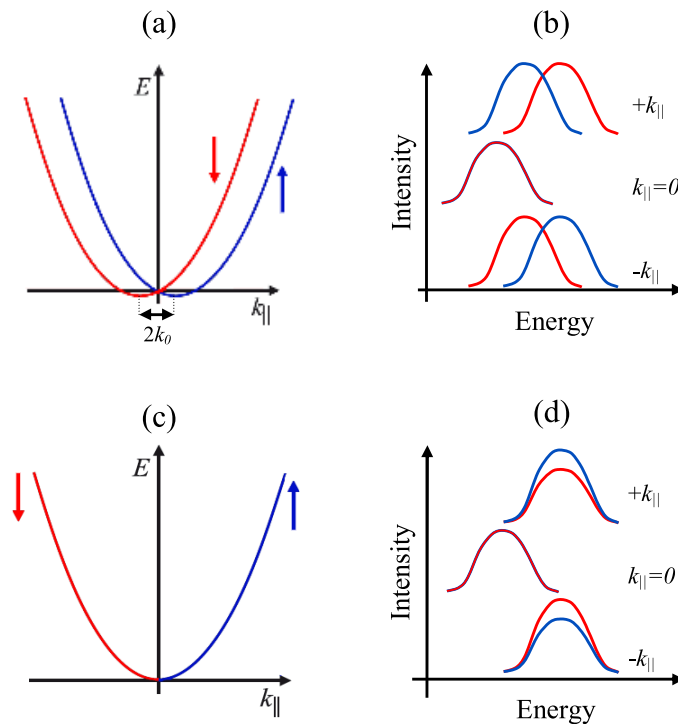 (a)
E
k||
2k0
(b)
Intensity
+k||
k||=0
-k||
Energy
(c)
E
k||
(d)
Intensity
+k||
k||=0
-k||
Energy